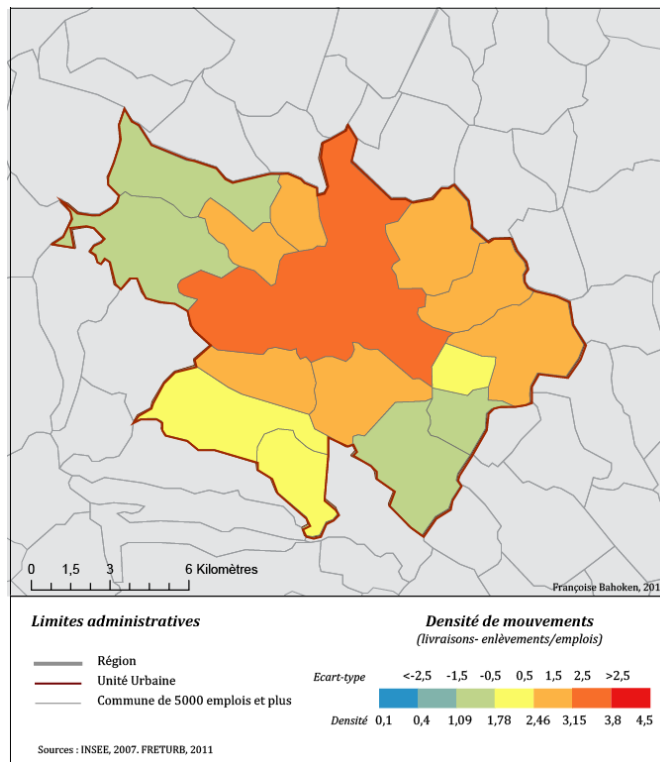 0 1,5 3 6 Kilomètres
Françoise Bahoken, 201
Limites administratives
Région
Unité Urbaine
Commune de 5000 emplois et plus
Sources : INSEE, 2007. FRETURB, 2011
Densité de mouvements
(livraisons- enlèvements/emplois)
Ecart-type <-2,5 -1,5 -0.5 0.5 1,5 2,5 >2,5
Densité 0,1 0,4 1,09 1,78 2,46 3,15 3,8 4,5